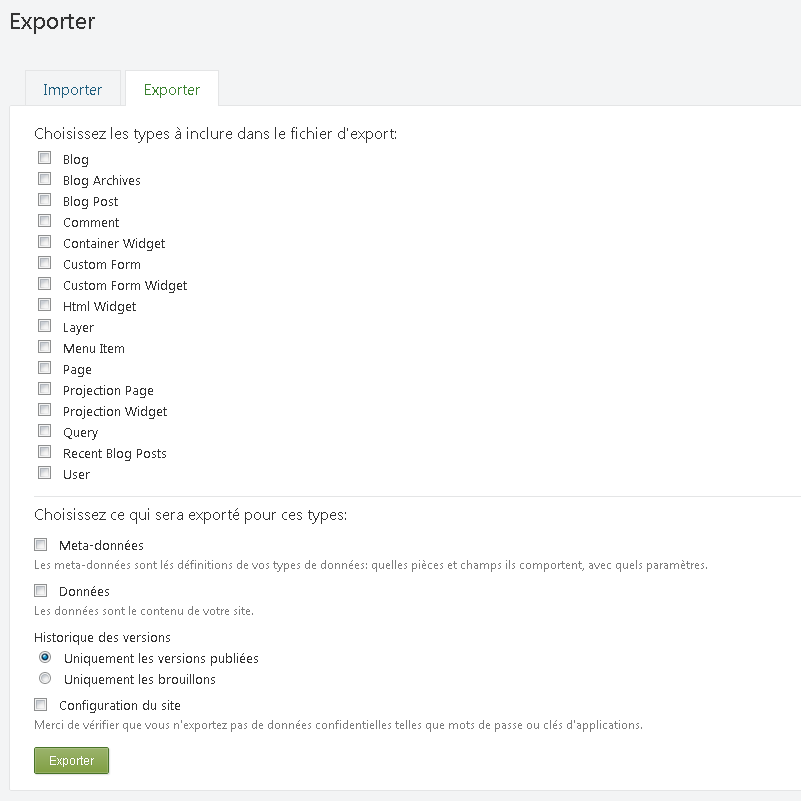 Exporter
Importer
Exporter
Choisissez les types à inclure dans le fichier d'export:
Blog
Blog Archives
Blog Post
Comment
Container Widget
Custom Form
Custom Form Widget
Html Widget
Layer
Menu Item
Page
Projection Page
Projection Widget
Query
Recent Blog Posts
User
Choisissez ce qui sera exporté pour ces types:
Meta-données
Les meta-données sont lés définitions de vos types de données: quelles pièces et champs ils comportent, avec quels paramètres.
Données
Les données sont le contenu de votre site.
Historique des versions
Uniquement les versions publiées
Uniquement les brouillons
Configuration du site
Merci de vérifier que vous n'exportez pas de données confidentielles telles que mots de passe ou clés d'applications.
Exporter